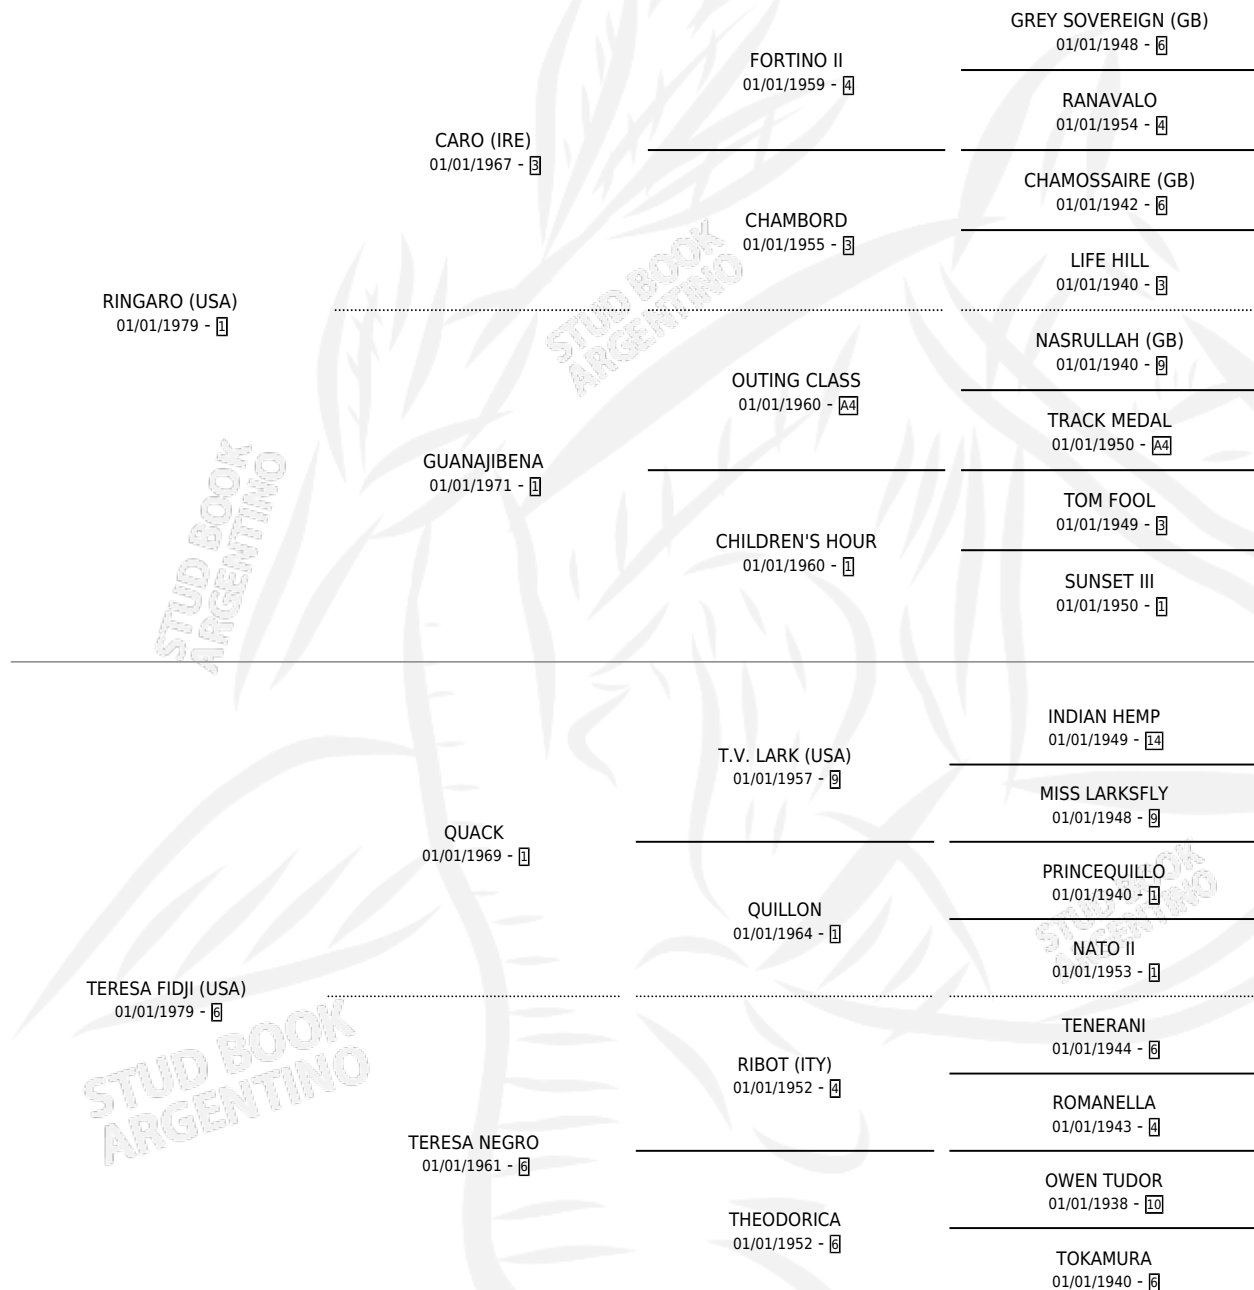 GREY SOVEREIGN (GB)
01/01/1948 - 6
FORTINO II
01/01/1959 - 4
RANAVALO
01/01/1954 - 4
CARO (IRE)
01/01/1967 - 3
CHAMOSSAIRE (GB)
01/01/1942 - 6
CHAMBORD
01/01/1955 - 3
LIFE HILL
01/01/1940 - 3
RINGARO (USA)
01/01/1979 - 1
STUD BOOK
ARGENTINO
NASRULLAH (GB)
01/01/1940 - 9
OUTING CLASS
01/01/1960 - A4
TRACK MEDAL
01/01/1950 - A4
GUANAJIBENA
01/01/1971 - 1
TOM FOOL
01/01/1949 - 3
CHILDREN'S HOUR
01/01/1960 - 1
SUNSET III
01/01/1950 - 1
STUD BOOK
ARGENTINO
INDIAN HEMP
01/01/1949 - 14
T.V. LARK (USA)
01/01/1957 - 9
MISS LARKSFLY
01/01/1948 - 9
QUACK
01/01/1969 - 1
PRINCEQUILLO
01/01/1940 - 1
QUILLON
01/01/1964 - 1
STUD BOOK
ARGENTINO
NATO II
01/01/1953 - 1
TERESA FIDJI (USA)
01/01/1979 - 6
STUD BOOK
ARGENTINO
TENERANI
01/01/1944 - 6
RIBOT (ITY)
01/01/1952 - 4
ROMANELLA
01/01/1943 - 4
TERESA NEGRO
01/01/1961 - 6
OWEN TUDOR
01/01/1938 - 10
THEODORICA
01/01/1952 - 6
TOKAMURA
01/01/1940 - 6